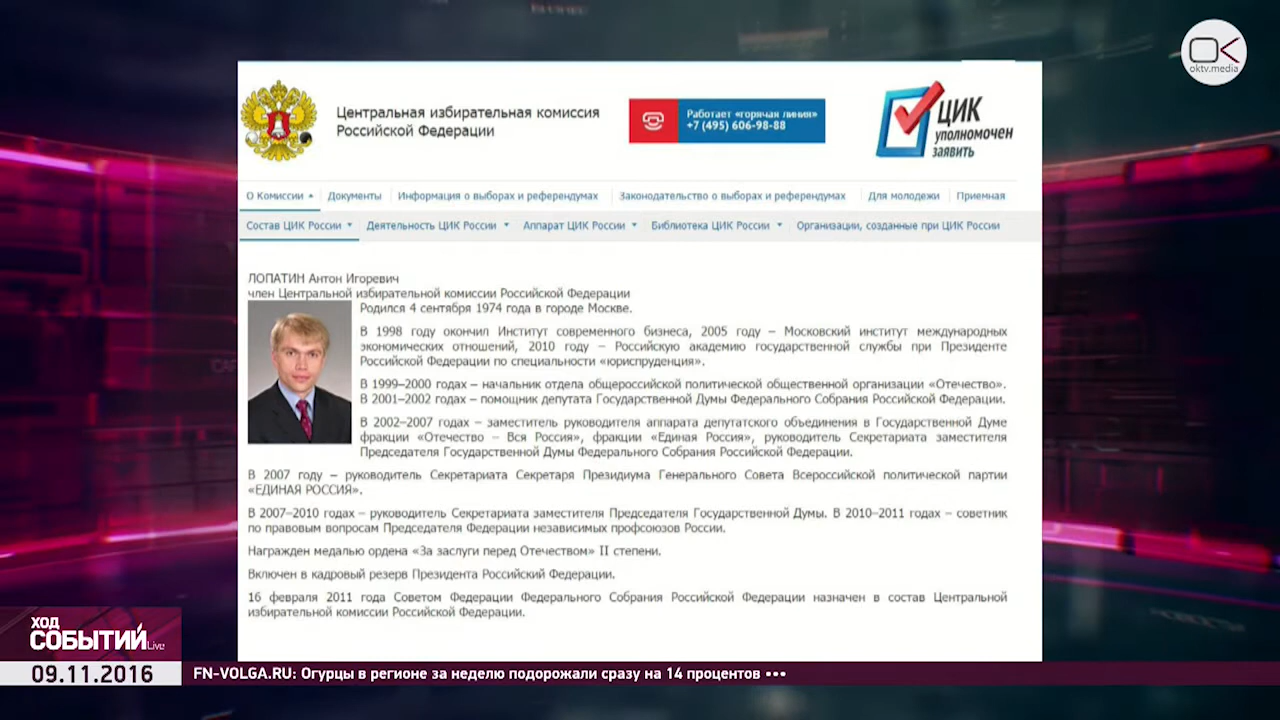 OK
oktv.media
Центральная избирательная комиссия
Российской Федерации
Работает «горячая линия»
+7 (495) 606-98-88
ЦИК
уполномочен
заявить
О Комиссии
Документы
Информация о выборах и референдумах
Законодательство о выборах и референдумах
Для молодежи
Приемная
Состав ЦИК России
Деятельность ЦИК России
Аппарат ЦИК России
Библиотека ЦИК России
Организации, созданные при ЦИК России
ЛОПАТИН Антон Игоревич
член Центральной избирательной комиссии Российской Федерации
Родился 4 сентября 1974 года в городе Москве.
В 1998 году окончил Институт современного бизнеса, 2005 году – Московский институт международных
экономических отношений, 2010 году – Российскую академию государственной службы при Президенте
Российской Федерации по специальности «юриспруденция».
В 1999–2000 годах – начальник отдела общероссийской политической общественной организации «Отечество».
В 2001–2002 годах – помощник депутата Государственной Думы Федерального Собрания Российской Федерации.
В 2002–2007 годах – заместитель руководителя аппарата депутатского объединения в Государственной Думе
фракции «Отечество – Вся Россия», фракции «Единая Россия», руководитель Секретариата заместителя
Председателя Государственной Думы Федерального Собрания Российской Федерации.
В 2007 году – руководитель Секретариата Секретаря Президиума Генерального Совета Всероссийской политической партии
«ЕДИНАЯ РОССИЯ».
В 2007–2010 годах – руководитель Секретариата заместителя Председателя Государственной Думы. В 2010–2011 годах – советник
по правовым вопросам Председателя Федерации независимых профсоюзов России.
Награжден медалью ордена «За заслуги перед Отечеством» II степени.
Включен в кадровый резерв Президента Российский Федерации.
16 февраля 2011 года Советом Федерации Федерального Собрания Российской Федерации назначен в состав Центральной
избирательной комиссии Российской Федерации.
ХОД
СОБЫТИЙ Live
09.11.2016
FN-VOLGA.RU: Огурцы в регионе за неделю подорожали сразу на 14 процентов •••